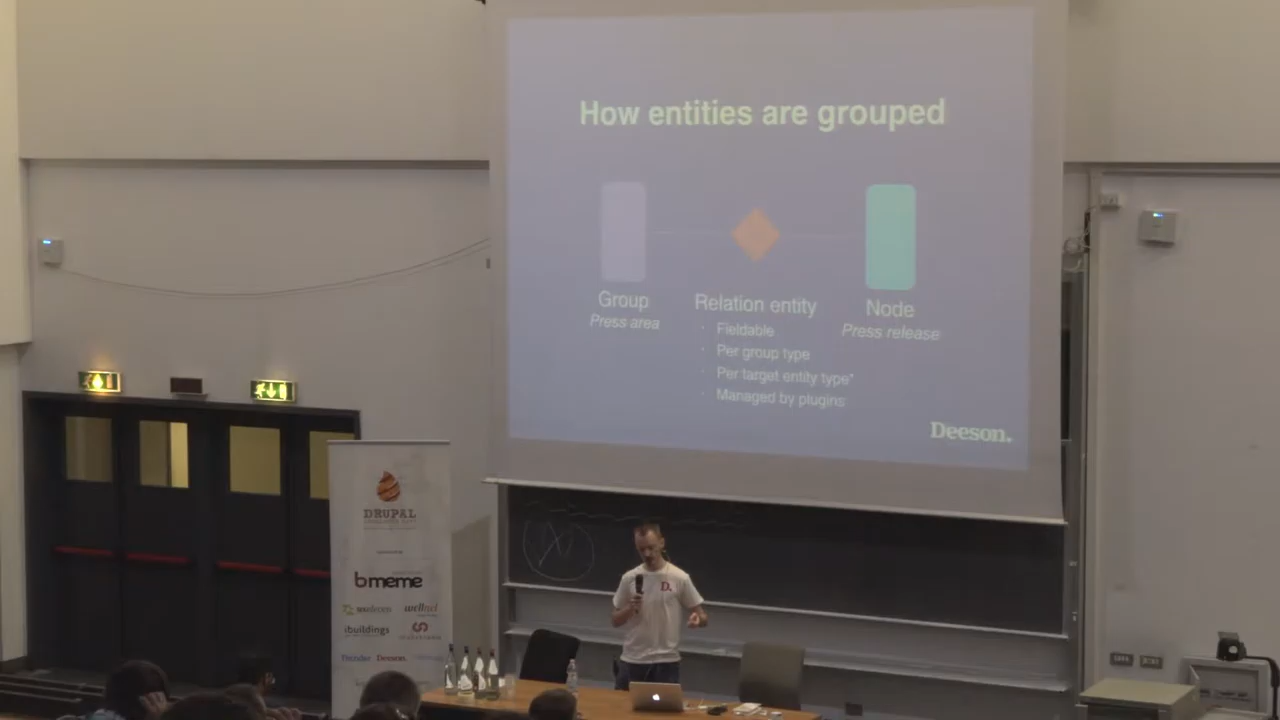 How entities are grouped
Group
Press area
Relation entity
Fieldable
Per group type
Per target entity type*
Managed by plugins
Node
Press release
Deeson.
D.
DRUPAL
bmeme
wellnet
ibuildings
Thunder
Deeson.